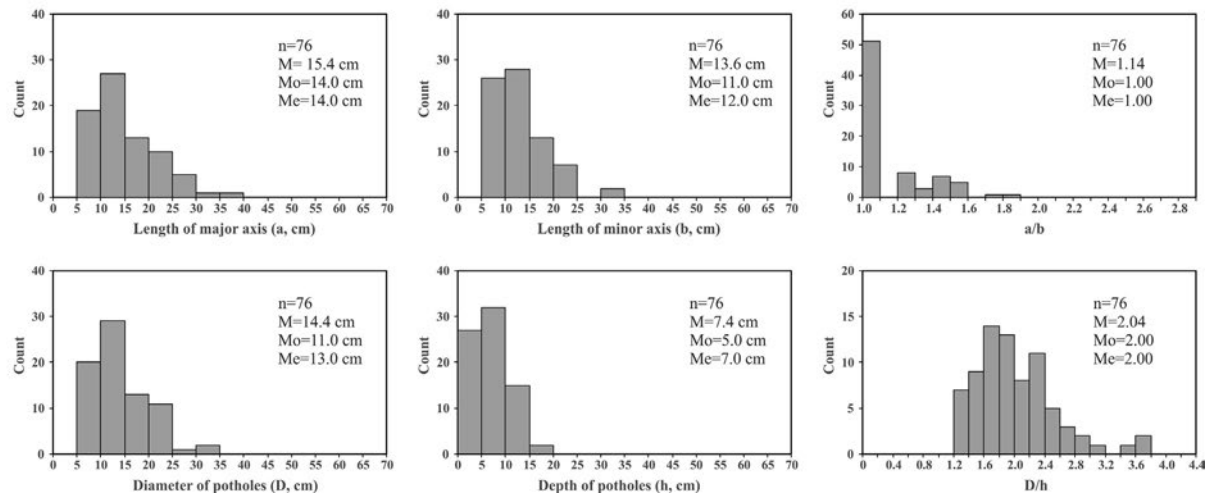 40
30
20
10
0
Count
n=76
M= 15.4 cm
Mo=14.0 cm
Me=14.0 cm
0 5 10 15 20 25 30 35 40 45 50 55 60 65 70
Length of major axis (a, cm)
40
30
20
10
0
Count
n=76
M=13.6 cm
Mo=11.0 cm
Me=12.0 cm
0 5 10 15 20 25 30 35 40 45 50 55 60 65 70
Length of minor axis (b, cm)
60
50
40
30
20
10
0
Count
n=76
M=1.14
Mo=1.00
Me=1.00
1.0 1.2 1.4 1.6 1.8 2.0 2.2 2.4 2.6 2.8
a/b
40
30
20
10
0
Count
n=76
M=14.4 cm
Mo=11.0 cm
Me=13.0 cm
0 5 10 15 20 25 30 35 40 45 50 55 60 65 70
Diameter of potholes (D, cm)
40
30
20
10
0
Count
n=76
M=7.4 cm
Mo=5.0 cm
Me=7.0 cm
0 5 10 15 20 25 30 35 40 45 50 55 60 65 70
Depth of potholes (h, cm)
20
15
10
5
0
Count
n=76
M=2.04
Mo=2.00
Me=2.00
0 0.4 0.8 1.2 1.6 2.0 2.4 2.8 3.2 3.6 4.0 4.4
D/h